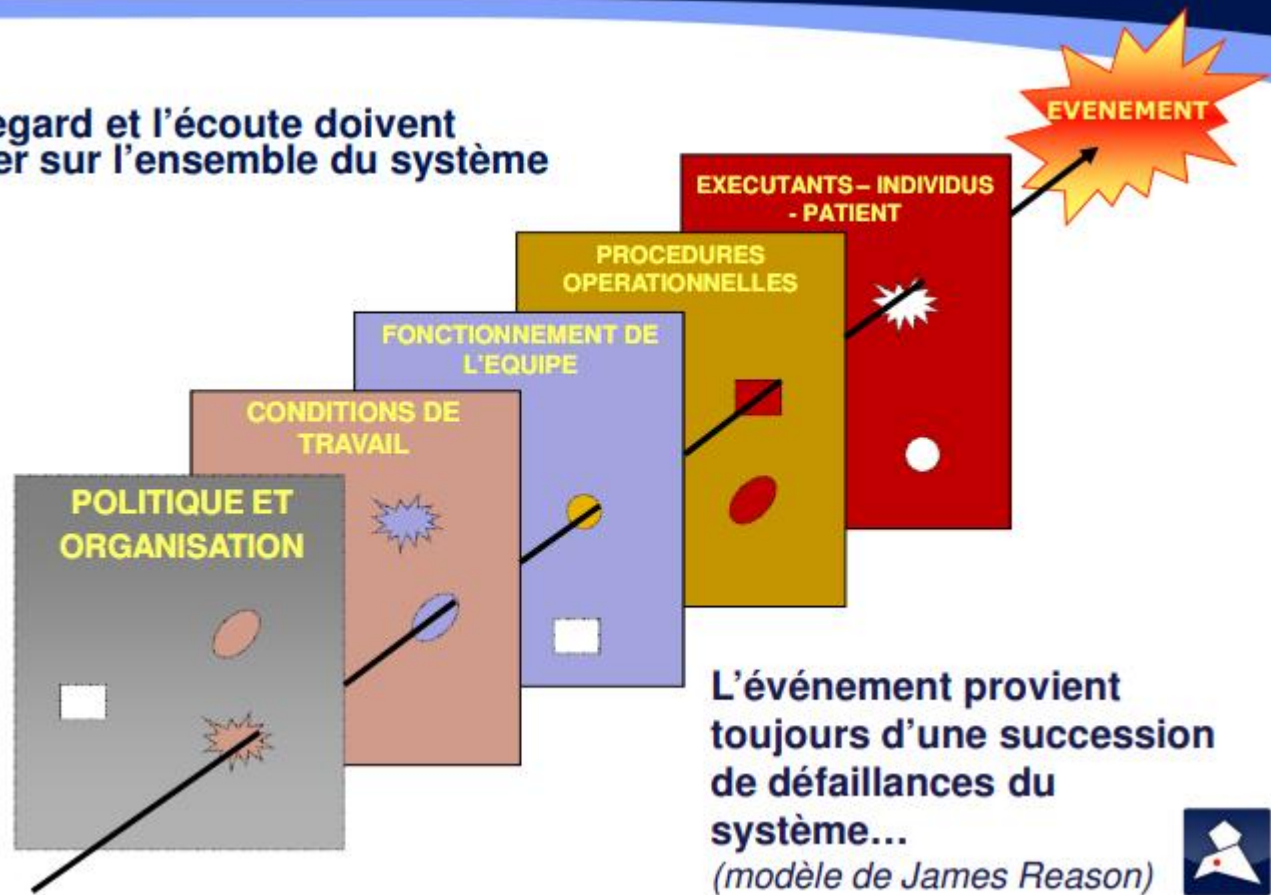 egard et l'écoute doivent
er sur l'ensemble du système
EVENEMENT
EXECUTANTS – INDIVIDUS
- PATIENT
PROCEDURES
OPERATIONNELLES
FONCTIONNEMENT DE
L'EQUIPE
CONDITIONS DE
TRAVAIL
POLITIQUE ET
ORGANISATION
L'événement provient
toujours d'une succession
de défaillances du
système...
(modèle de James Reason)